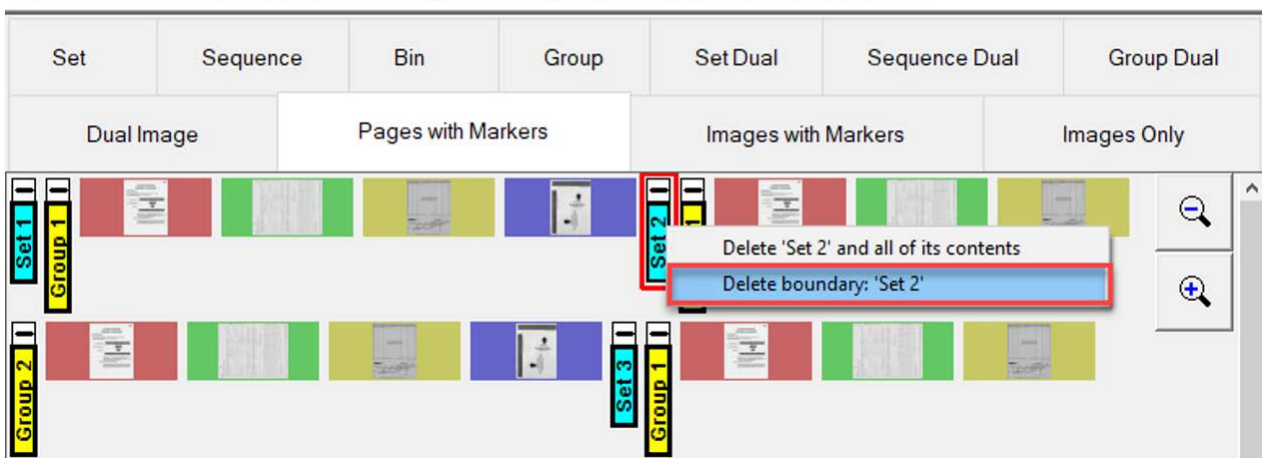 Set Sequence Bin Group Set Dual Sequence Dual Group Dual
Dual Image Pages with Markers Images with Markers Images Only
Set 1
Group 1
Set 2
Delete 'Set 2' and all of its contents
Delete boundary: 'Set 2'
Group 2
Set 3
Group 1